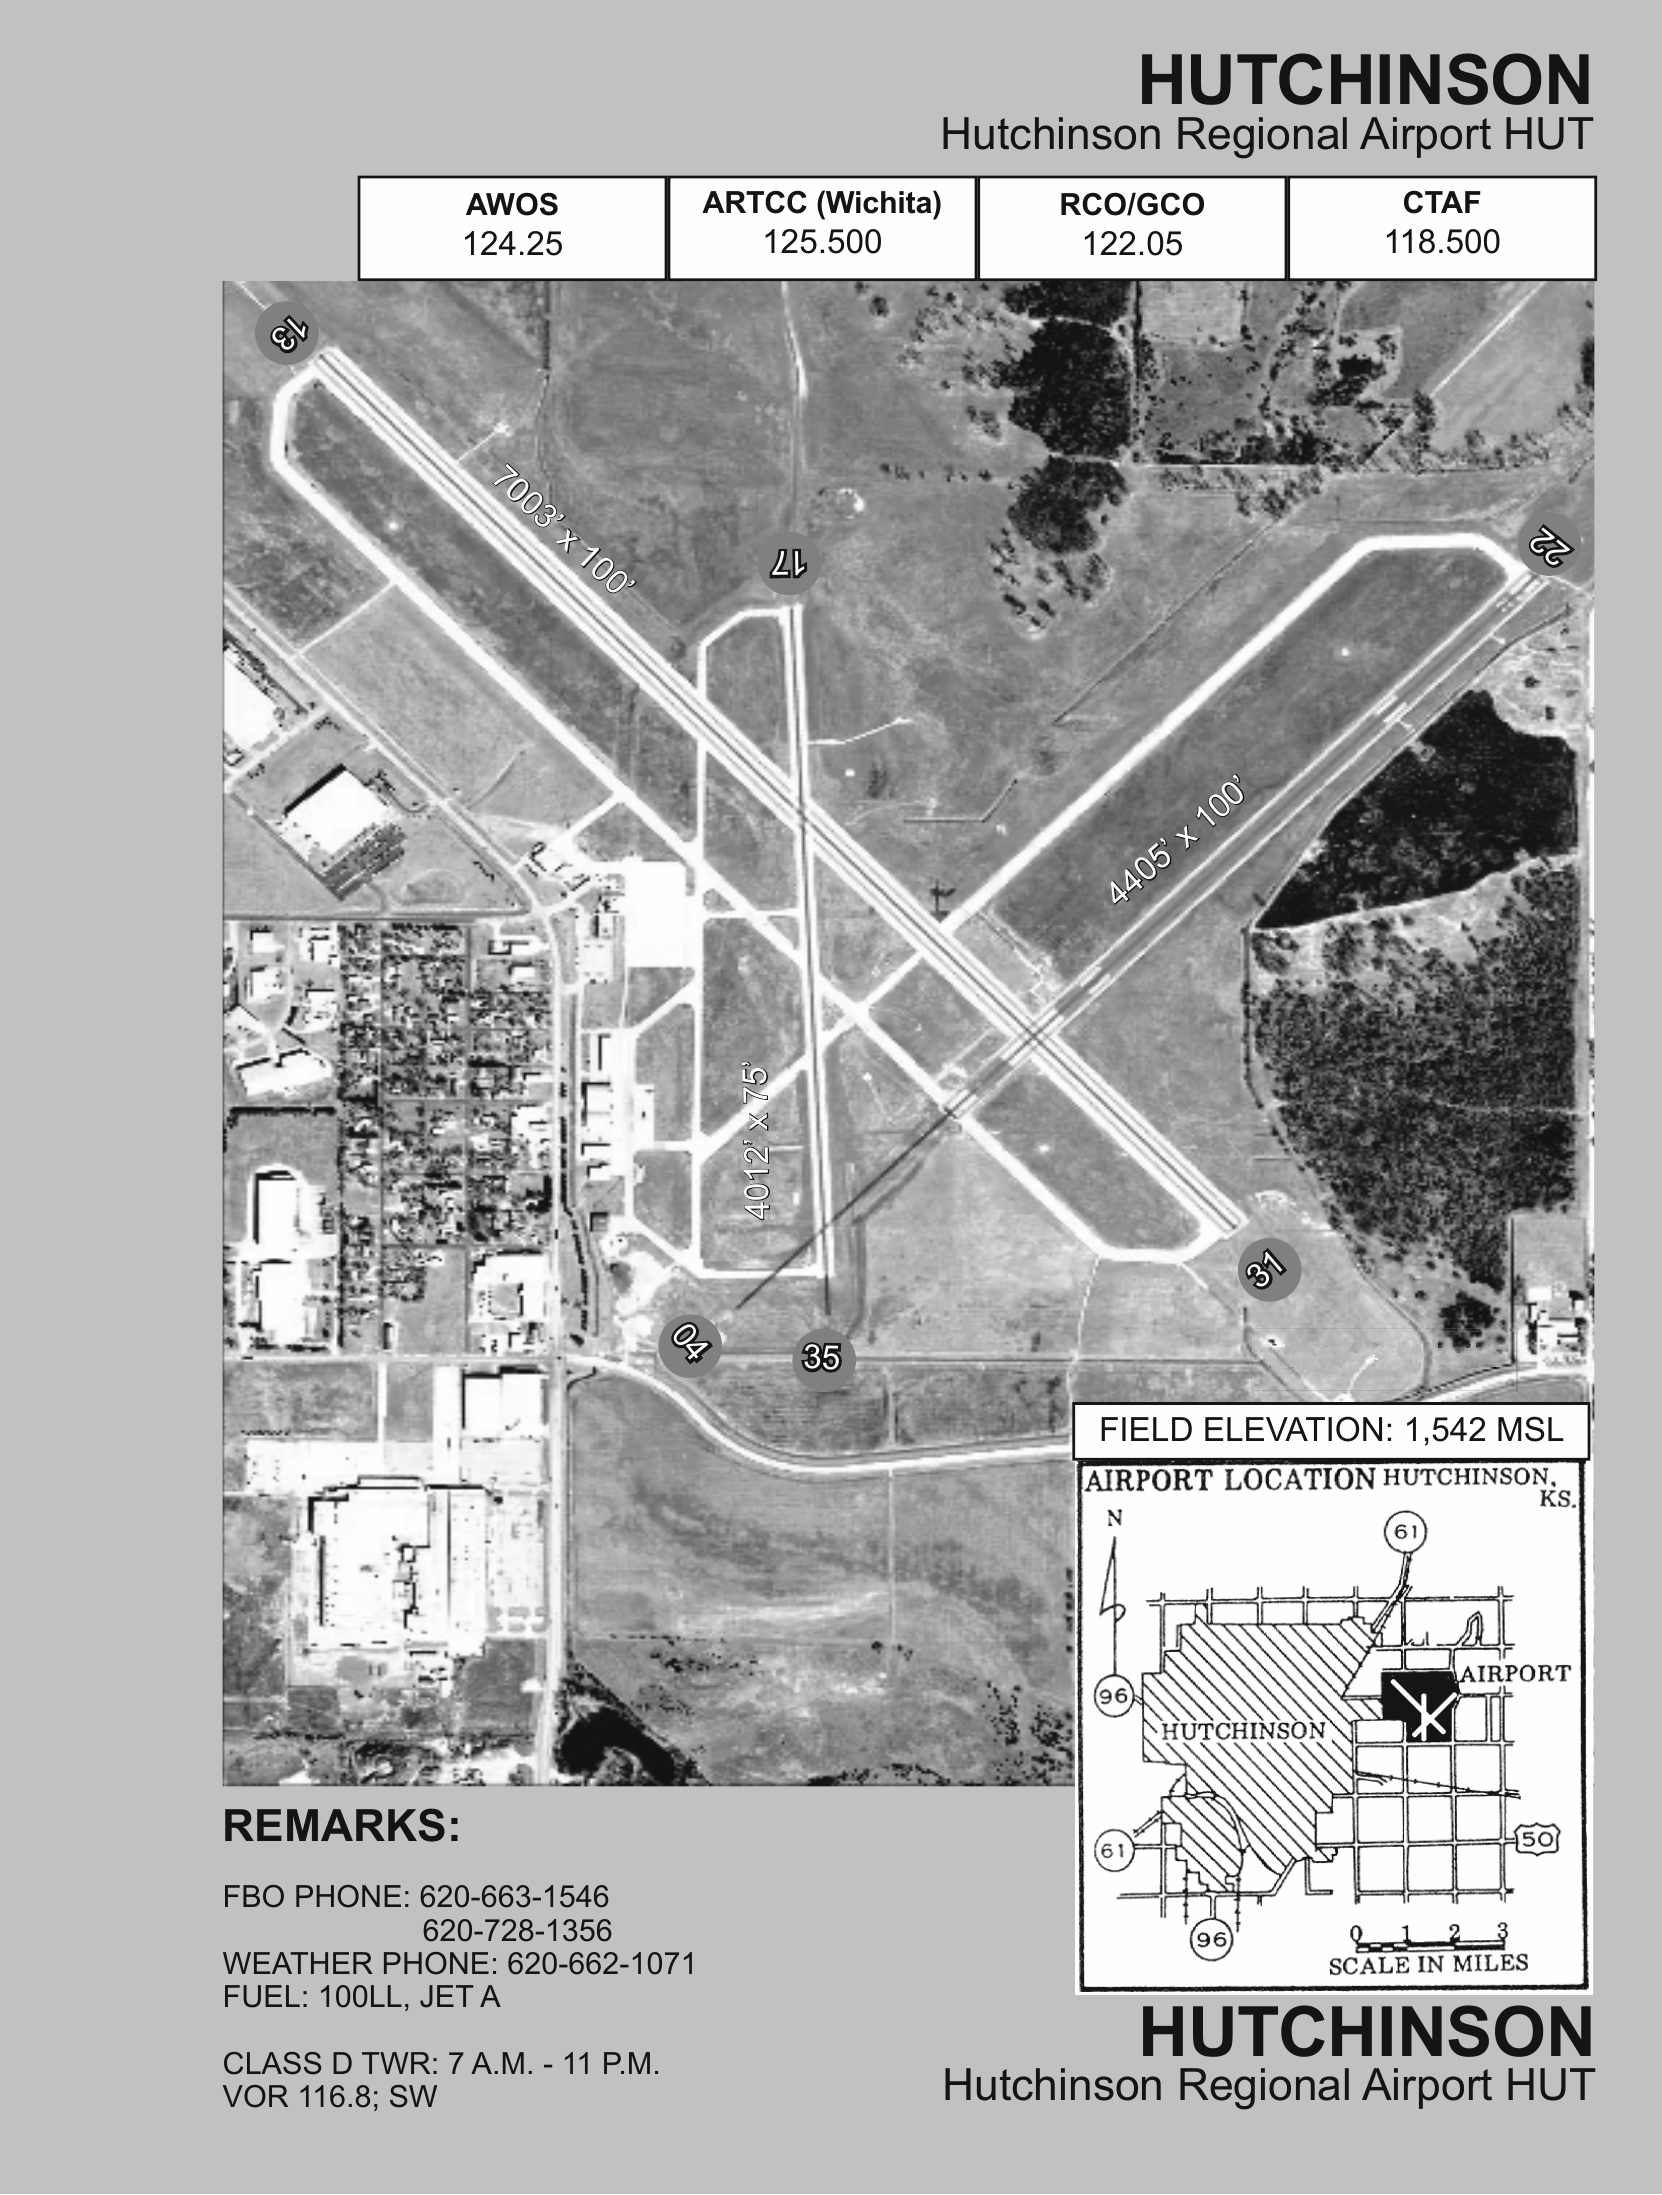 HUTCHINSON
Hutchinson Regional Airport HUT
AWOS
124.25
ARTCC (Wichita)
125.500
RCO/GCO
122.05
CTAF
118.500
13
7003' x 100'
17
22
4405' x 100'
4012' x 75'
31
04
35
FIELD ELEVATION: 1,542 MSL
AIRPORT LOCATION HUTCHINSON,
KS.
N
61
96
AIRPORT
HUTCHINSON
61
50
96
0 1 2 3
SCALE IN MILES
REMARKS:
FBO PHONE: 620-663-1546
620-728-1356
WEATHER PHONE: 620-662-1071
FUEL: 100LL, JET A
CLASS D TWR: 7 A.M. - 11 P.M.
VOR 116.8; SW
HUTCHINSON
Hutchinson Regional Airport HUT